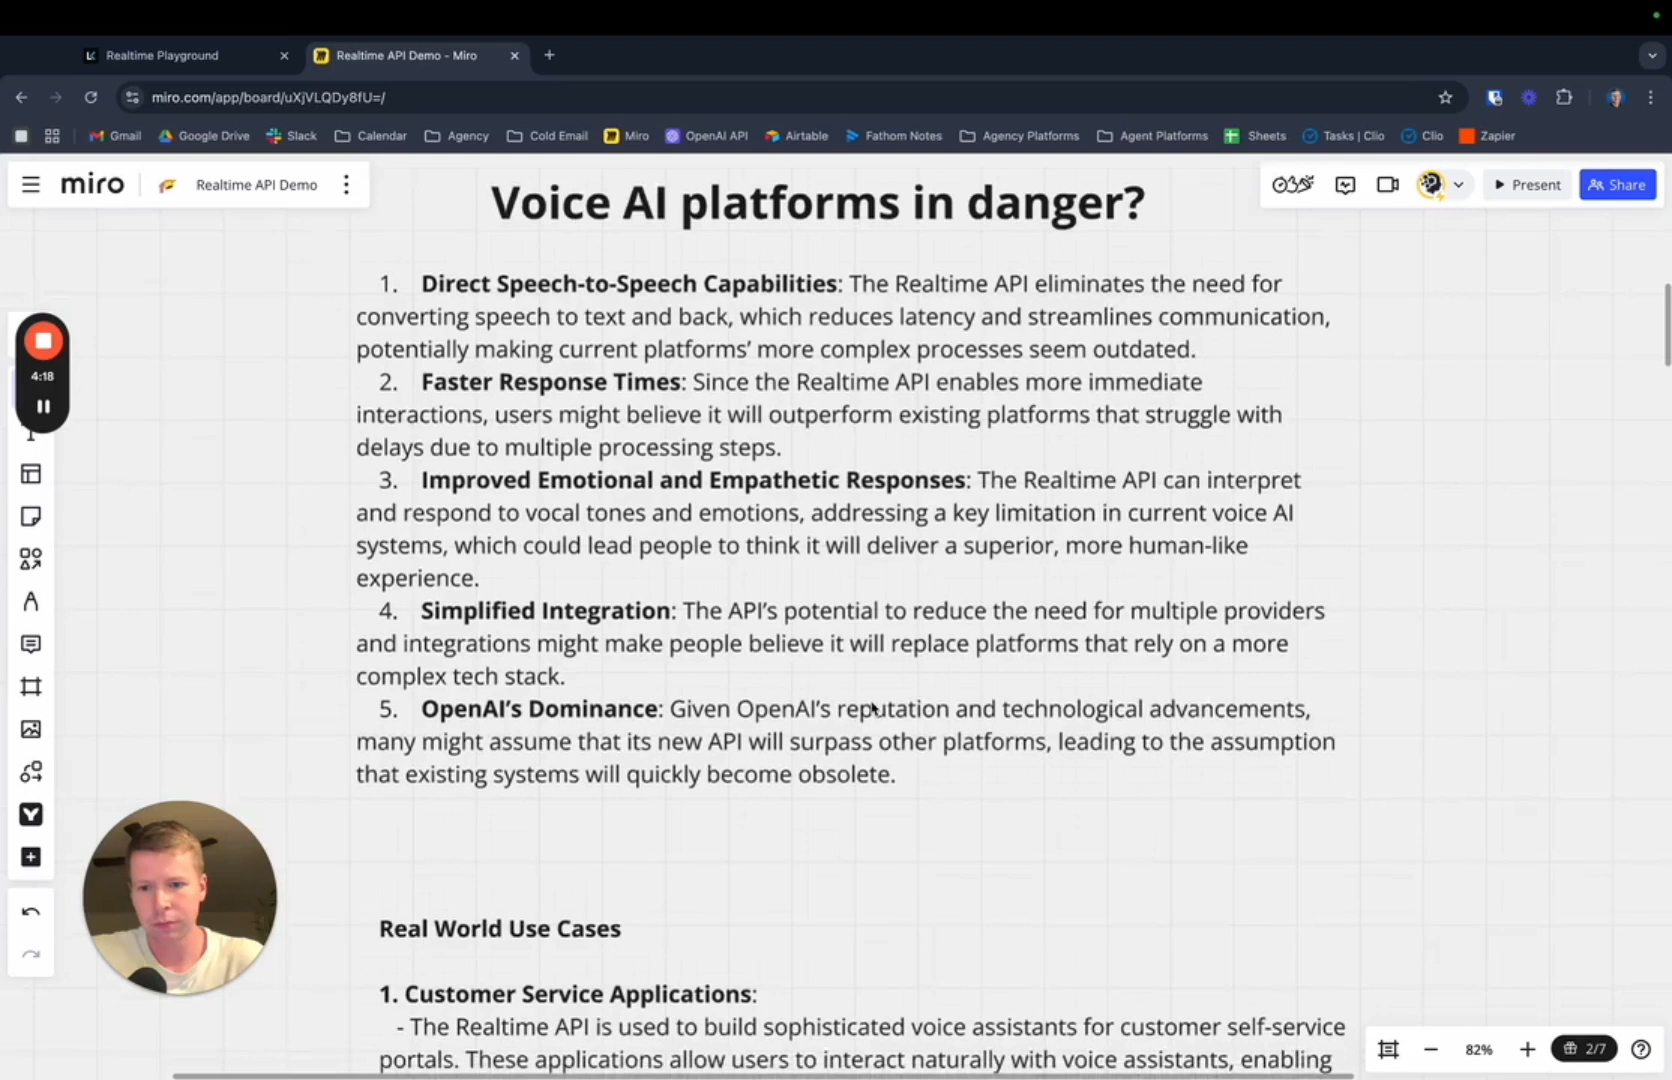 Realtime Playground
Realtime API Demo - Miro
miro.com/app/board/uXjVLQDy8fU=/
Gmail Google Drive Slack Calendar Agency Cold Email Miro OpenAI API Airtable Fathom Notes Agency Platforms Agent Platforms Sheets Tasks | Clio Clio Zapier
miro Realtime API Demo Present Share
Voice AI platforms in danger?
1. Direct Speech-to-Speech Capabilities: The Realtime API eliminates the need for
converting speech to text and back, which reduces latency and streamlines communication,
potentially making current platforms’ more complex processes seem outdated.
2. Faster Response Times: Since the Realtime API enables more immediate
interactions, users might believe it will outperform existing platforms that struggle with
delays due to multiple processing steps.
3. Improved Emotional and Empathetic Responses: The Realtime API can interpret
and respond to vocal tones and emotions, addressing a key limitation in current voice AI
systems, which could lead people to think it will deliver a superior, more human-like
experience.
4. Simplified Integration: The API’s potential to reduce the need for multiple providers
and integrations might make people believe it will replace platforms that rely on a more
complex tech stack.
5. OpenAI’s Dominance: Given OpenAI’s reputation and technological advancements,
many might assume that its new API will surpass other platforms, leading to the assumption
that existing systems will quickly become obsolete.
4:18
Real World Use Cases
1. Customer Service Applications:
- The Realtime API is used to build sophisticated voice assistants for customer self-service
portals. These applications allow users to interact naturally with voice assistants, enabling
82%
2/7